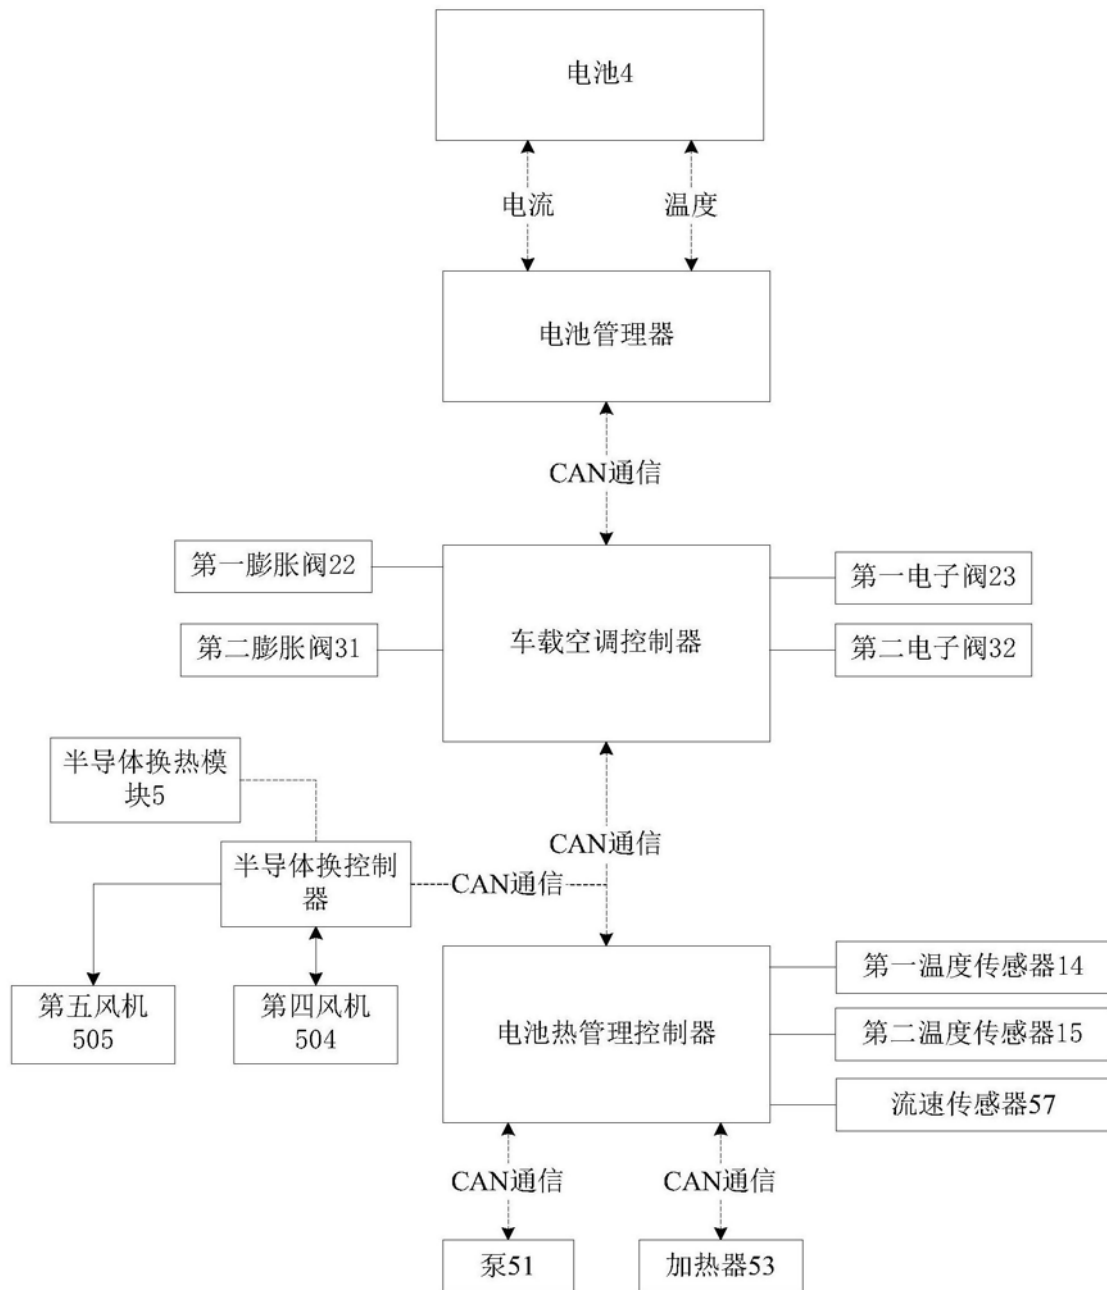 电池4
电流
温度
电池管理器
CAN通信
第一膨胀阀22
第一电子阀23
第二膨胀阀31
车载空调控制器
第二电子阀32
半导体换热模
块5
CAN通信
半导体换控制
器
CAN通信
第五风机
505
第四风机
504
电池热管理控制器
第一温度传感器14
第二温度传感器15
流速传感器57
CAN通信
CAN通信
泵51
加热器53